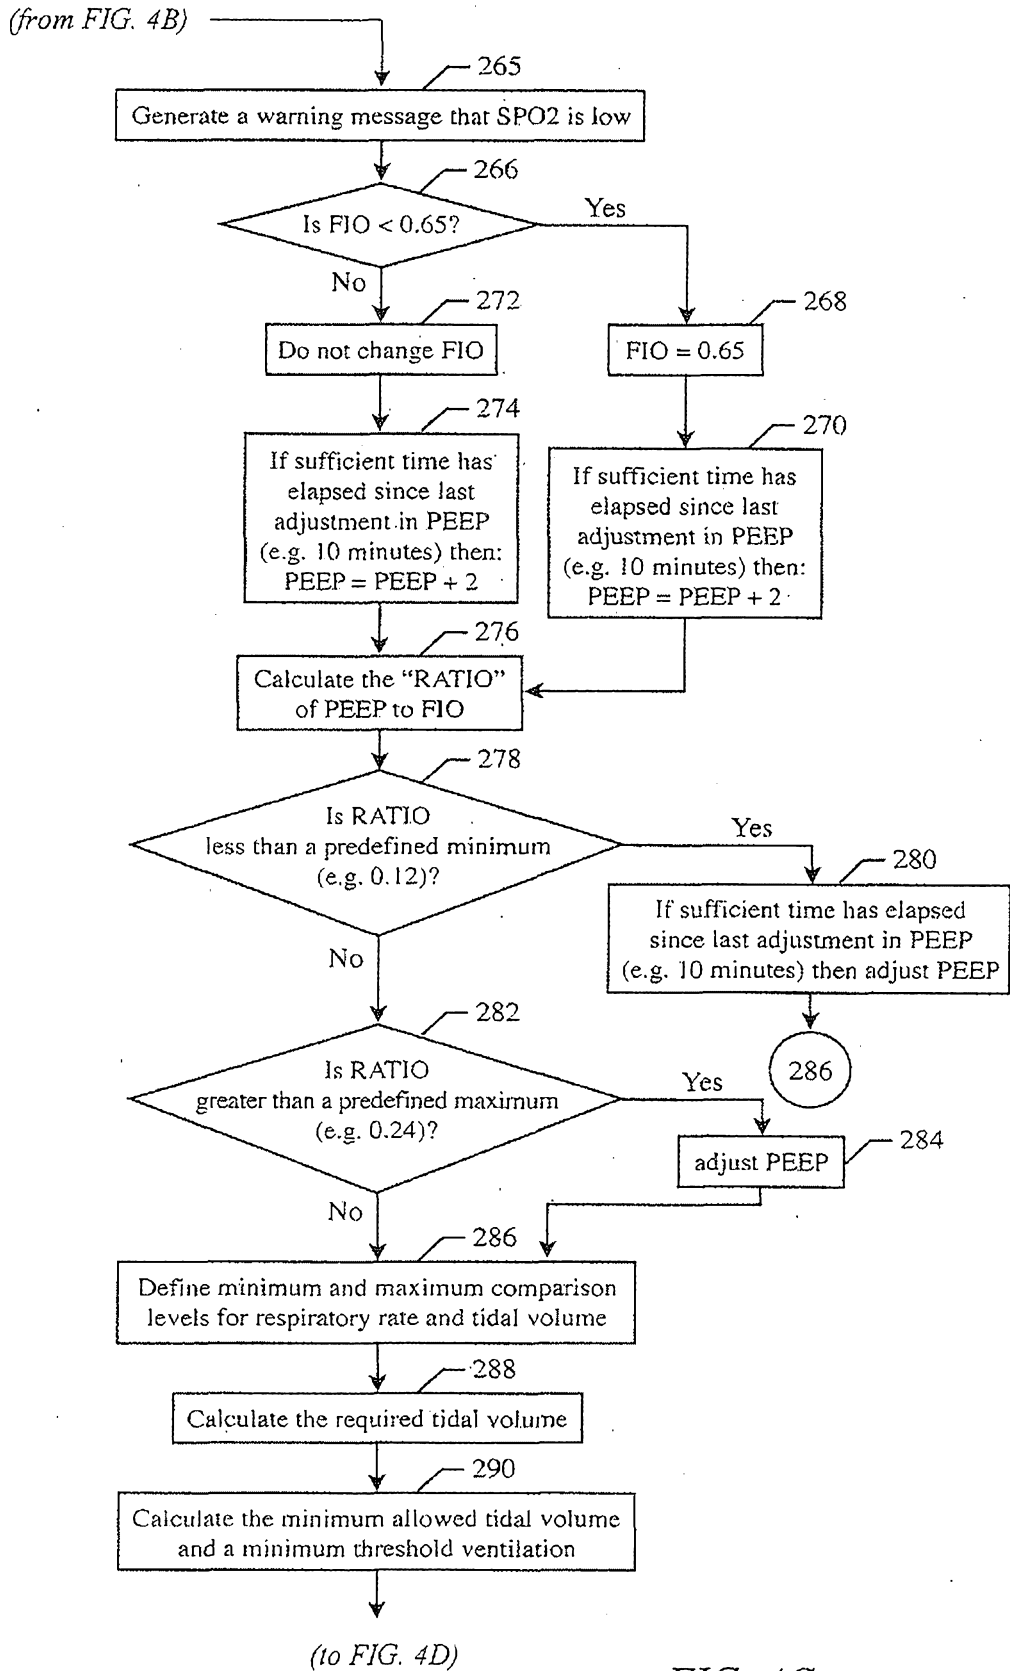 (from FIG. 4B)
265
Generate a warning message that SPO2 is low
266
Is FIO < 0.65?
Yes
No
272
268
Do not change FIO
FIO = 0.65
274
If sufficient time has
elapsed since last
adjustment in PEEP
(e.g. 10 minutes) then:
PEEP = PEEP + 2
270
If sufficient time has
elapsed since last
adjustment in PEEP
(e.g. 10 minutes) then:
PEEP = PEEP + 2
276
Calculate the “RATIO”
of PEEP to FIO
278
Is RATIO
less than a predefined minimum
(e.g. 0.12)?
Yes
No
280
If sufficient time has elapsed
since last adjustment in PEEP
(e.g. 10 minutes) then adjust PEEP
286
282
Is RATIO
greater than a predefined maximum
(e.g. 0.24)?
Yes
No
284
adjust PEEP
286
Define minimum and maximum comparison
levels for respiratory rate and tidal volume
288
Calculate the required tidal volume
290
Calculate the minimum allowed tidal volume
and a minimum threshold ventilation
(to FIG. 4D)